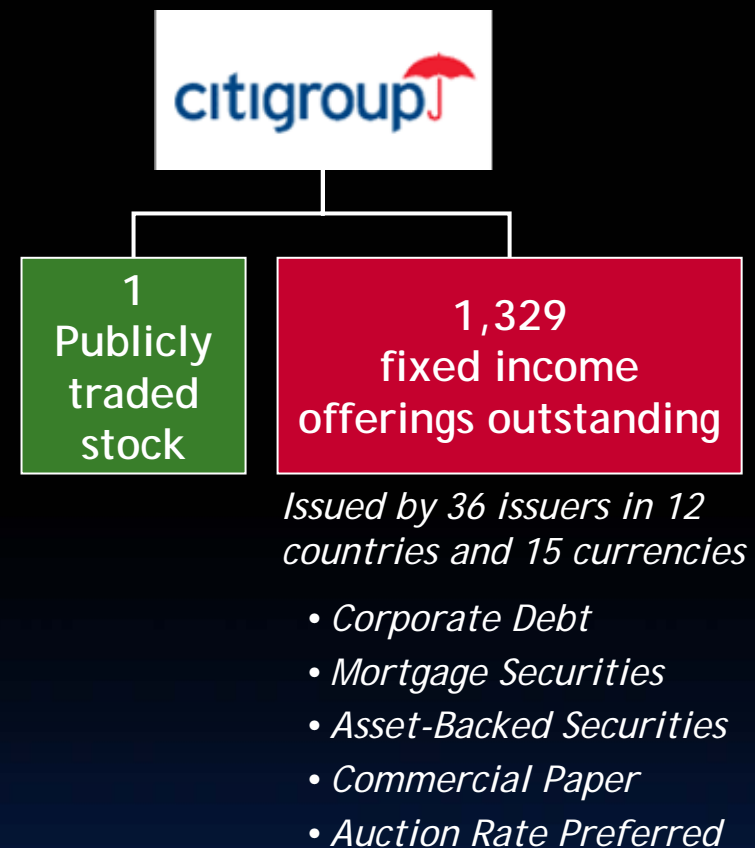 citigroup
1
Publicly
traded
stock
1,329
fixed income
offerings outstanding
Issued by 36 issuers in 12
countries and 15 currencies
• Corporate Debt
• Mortgage Securities
• Asset-Backed Securities
• Commercial Paper
• Auction Rate Preferred